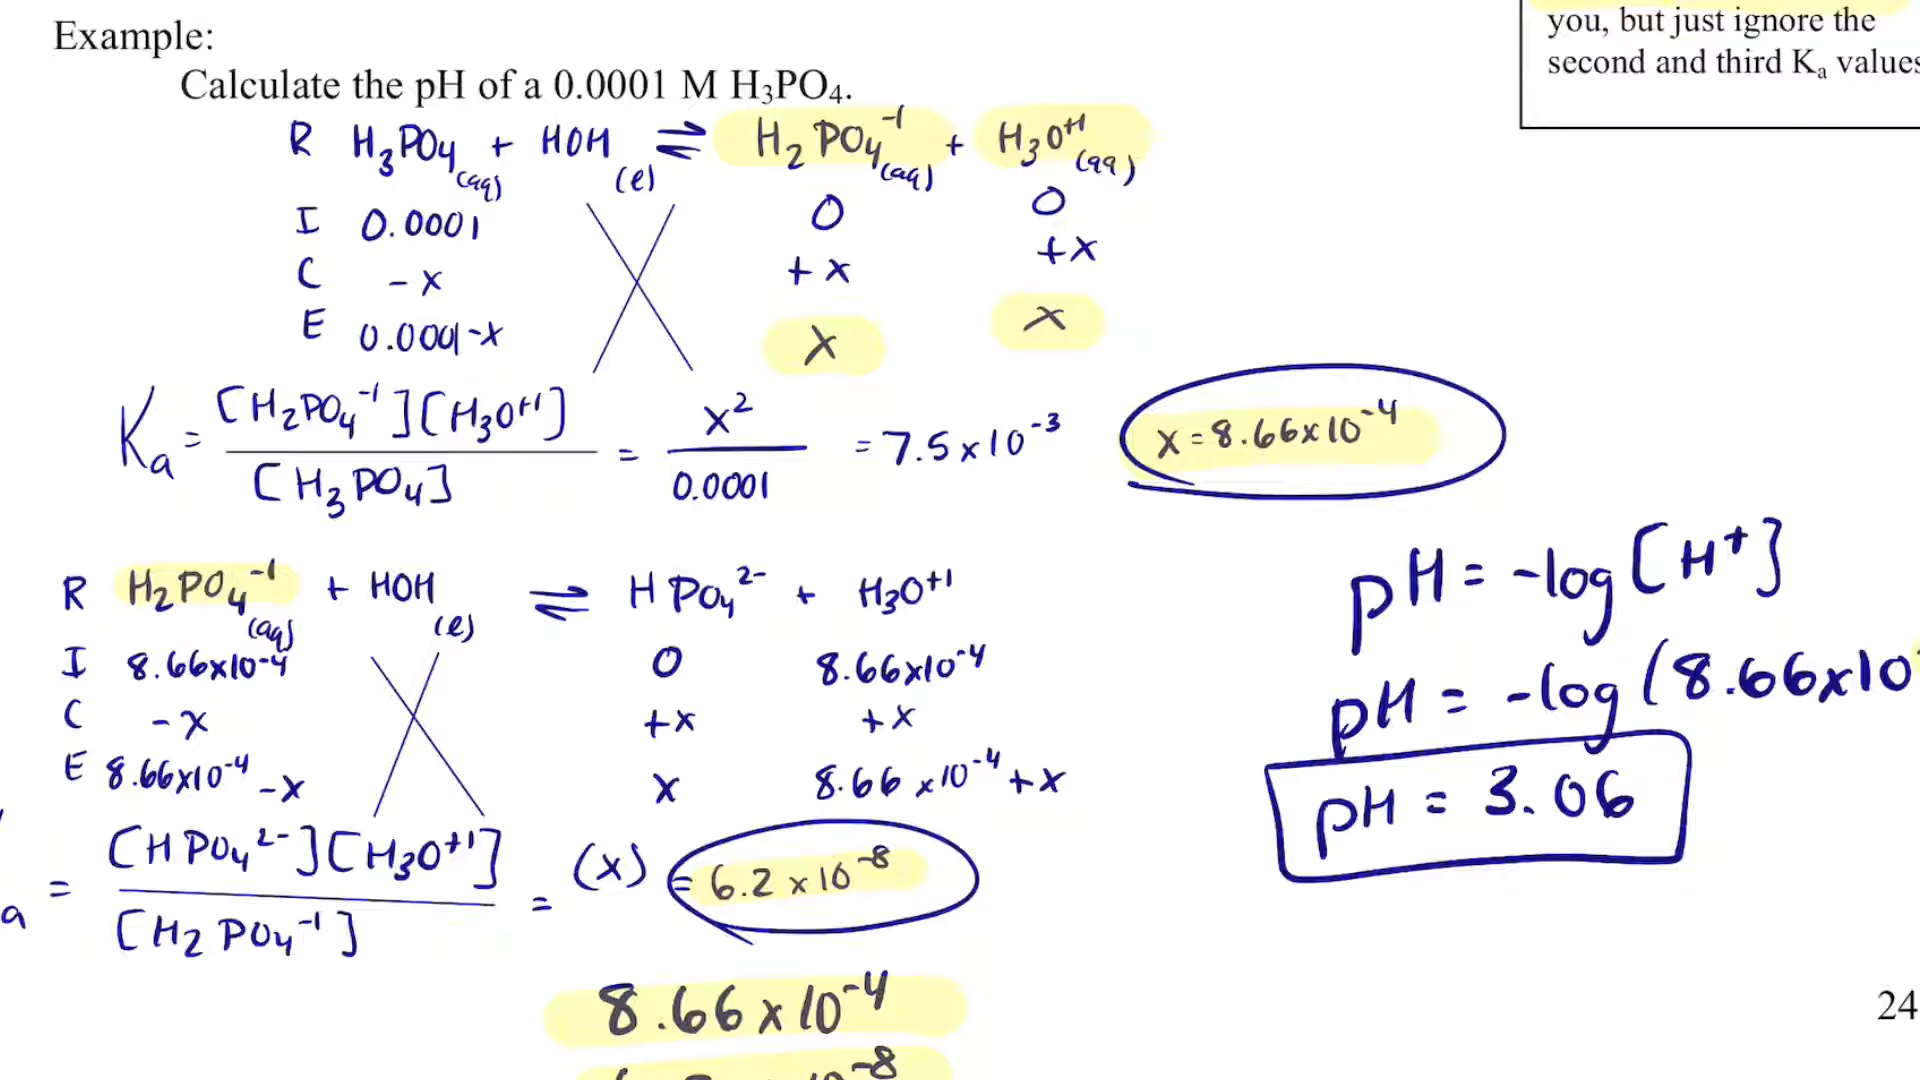 you, but just ignore the
second and third Kₐ values
Example:
Calculate the pH of a 0.0001 M H₃PO₄.
R H₃PO₄(aq) + HOH(l) ⇌ H₂PO₄⁻¹(aq) + H₃O⁺¹(aq)
I 0.0001 0 0
C -x +x +x
E 0.0001-x x x
Kₐ = [H₂PO₄⁻¹][H₃O⁺¹] / [H₃PO₄] = x² / 0.0001 = 7.5x10⁻³ x = 8.66x10⁻⁴
R H₂PO₄⁻¹(aq) + HOH(l) ⇌ HPO₄²⁻ + H₃O⁺¹
I 8.66x10⁻⁴ 0 8.66x10⁻⁴
C -x +x +x
E 8.66x10⁻⁴-x x 8.66x10⁻⁴+x
a = [HPO₄²⁻][H₃O⁺¹] / [H₂PO₄⁻¹] = (x) = 6.2x10⁻⁸
pH = -log[H⁺]
pH = -log(8.66x10
pH = 3.06
8.66x10⁻⁴
⁻⁸
24